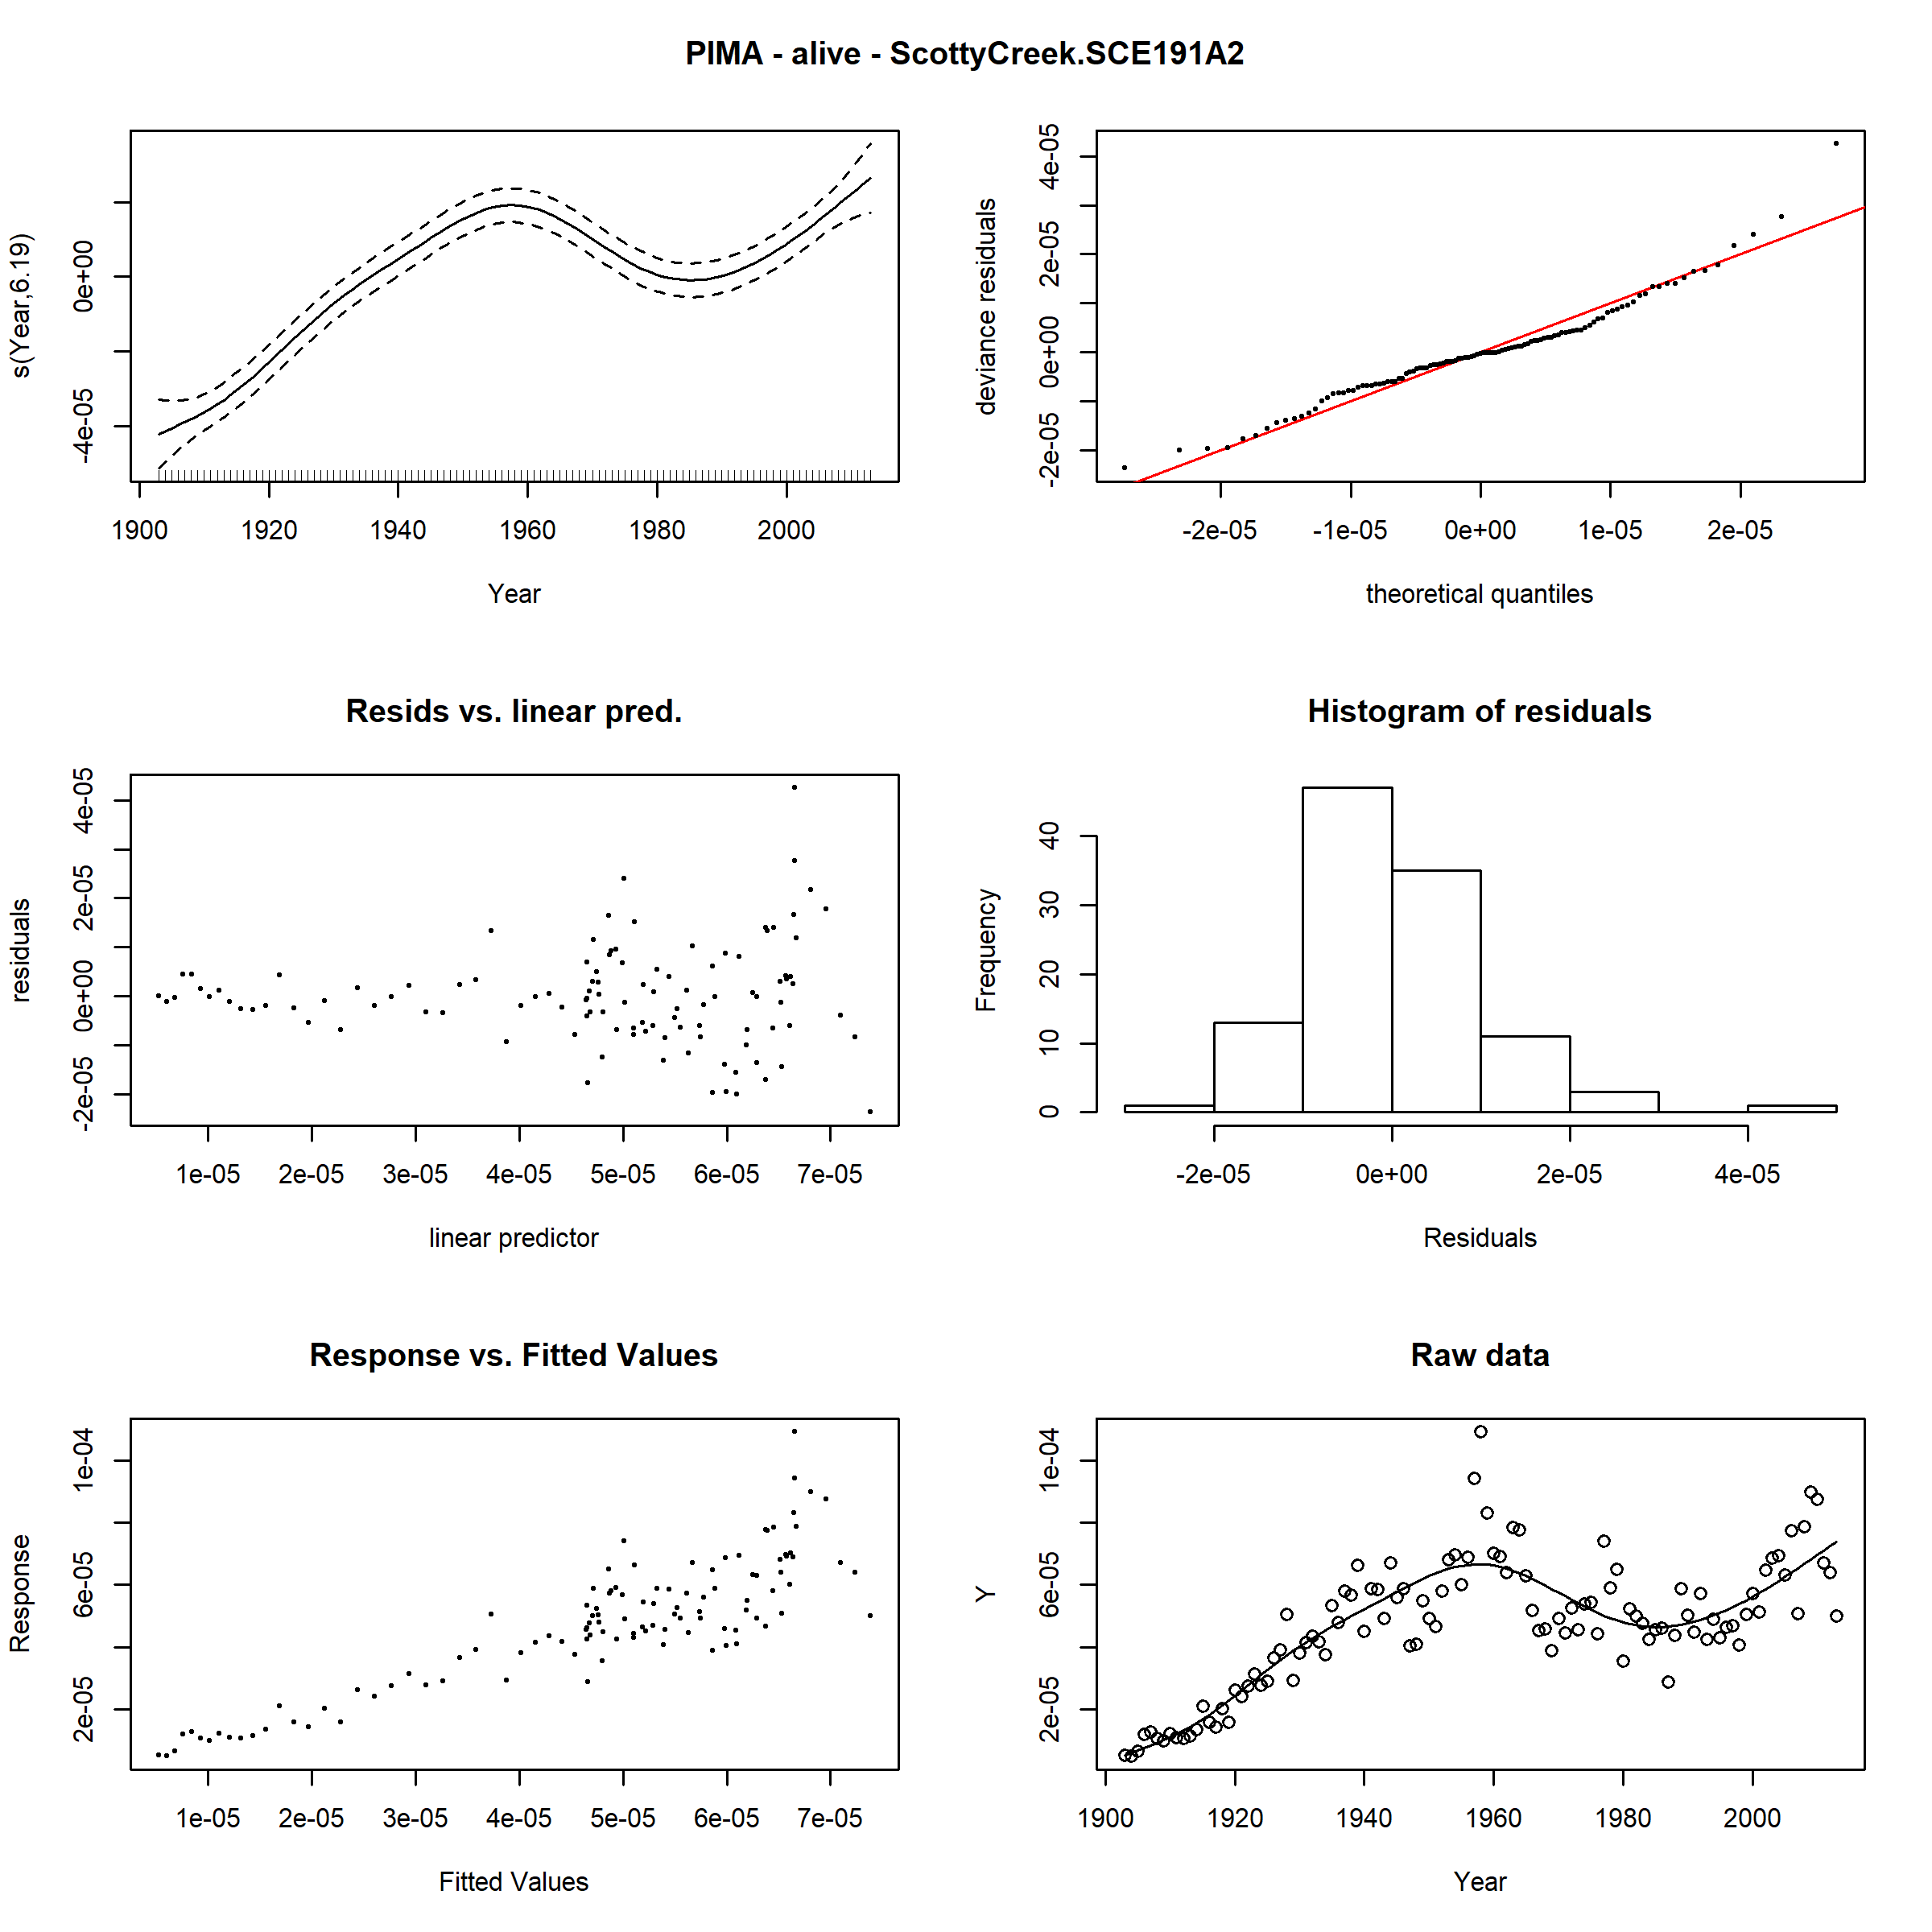 PIMA - alive - ScottyCreek.SCE191A2
s(Year,6.19)
-4e-05 0e+00
1900 1920 1940 1960 1980 2000
Year
deviance residuals
-2e-05 0e+00 2e-05 4e-05
-2e-05 -1e-05 0e+00 1e-05 2e-05
theoretical quantiles
Resids vs. linear pred.
residuals
-2e-05 0e+00 2e-05 4e-05
1e-05 2e-05 3e-05 4e-05 5e-05 6e-05 7e-05
linear predictor
Histogram of residuals
Frequency
0 10 20 30 40
-2e-05 0e+00 2e-05 4e-05
Residuals
Response vs. Fitted Values
Response
2e-05 6e-05 1e-04
1e-05 2e-05 3e-05 4e-05 5e-05 6e-05 7e-05
Fitted Values
Raw data
Y
2e-05 6e-05 1e-04
1900 1920 1940 1960 1980 2000
Year